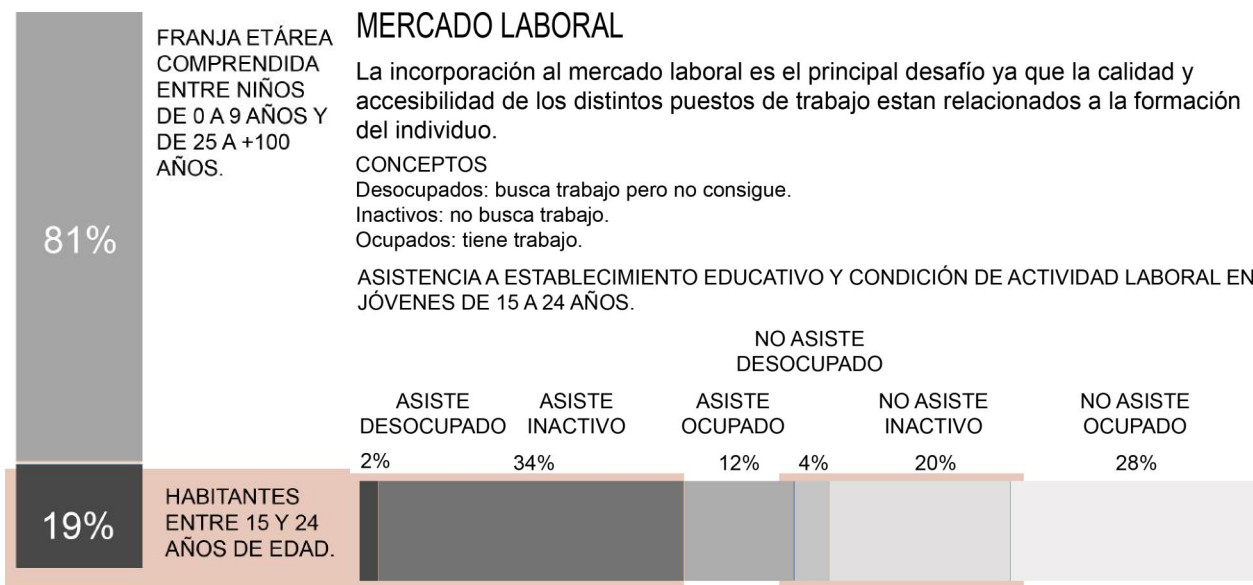 FRANJA ETÁREA
COMPRENDIDA
ENTRE NIÑOS
DE 0 A 9 AÑOS Y
DE 25 A +100
AÑOS.
81%
HABITANTES
ENTRE 15 Y 24
AÑOS DE EDAD.
19%
MERCADO LABORAL
La incorporación al mercado laboral es el principal desafío ya que la calidad y
accesibilidad de los distintos puestos de trabajo estan relacionados a la formación
del individuo.
CONCEPTOS
Desocupados: busca trabajo pero no consigue.
Inactivos: no busca trabajo.
Ocupados: tiene trabajo.
ASISTENCIA A ESTABLECIMIENTO EDUCATIVO Y CONDICIÓN DE ACTIVIDAD LABORAL EN
JÓVENES DE 15 A 24 AÑOS.
NO ASISTE
DESOCUPADO
ASISTE ASISTE ASISTE NO ASISTE NO ASISTE
DESOCUPADO INACTIVO OCUPADO INACTIVO OCUPADO
2% 34% 12% 4% 20% 28%